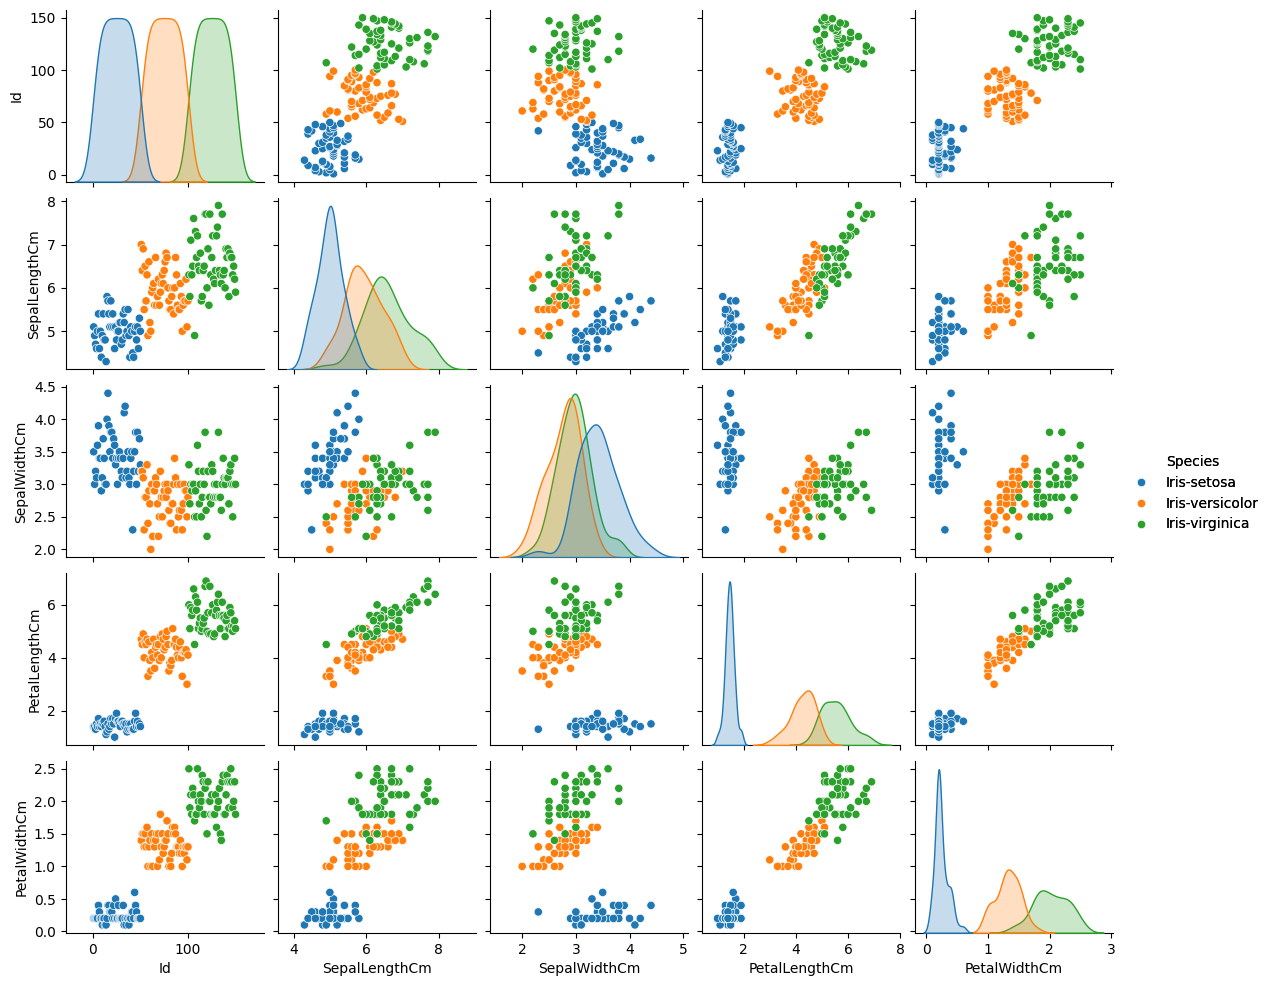 150
100
50
0
Id
8
7
6
5
SepalLengthCm
4.5
4.0
3.5
3.0
2.5
2.0
SepalWidthCm
Species
Iris-setosa
Iris-versicolor
Iris-virginica
6
4
2
PetalLengthCm
2.5
2.0
1.5
1.0
0.5
0.0
PetalWidthCm
0 100
4 6 8
2 3 4 5
2 4 6 8
0 1 2 3
Id SepalLengthCm SepalWidthCm PetalLengthCm PetalWidthCm